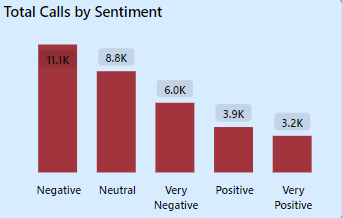 Total Calls by Sentiment
11.1K
8.8K
6.0K
3.9K
3.2K
Negative
Neutral
Very
Negative
Positive
Very
Positive